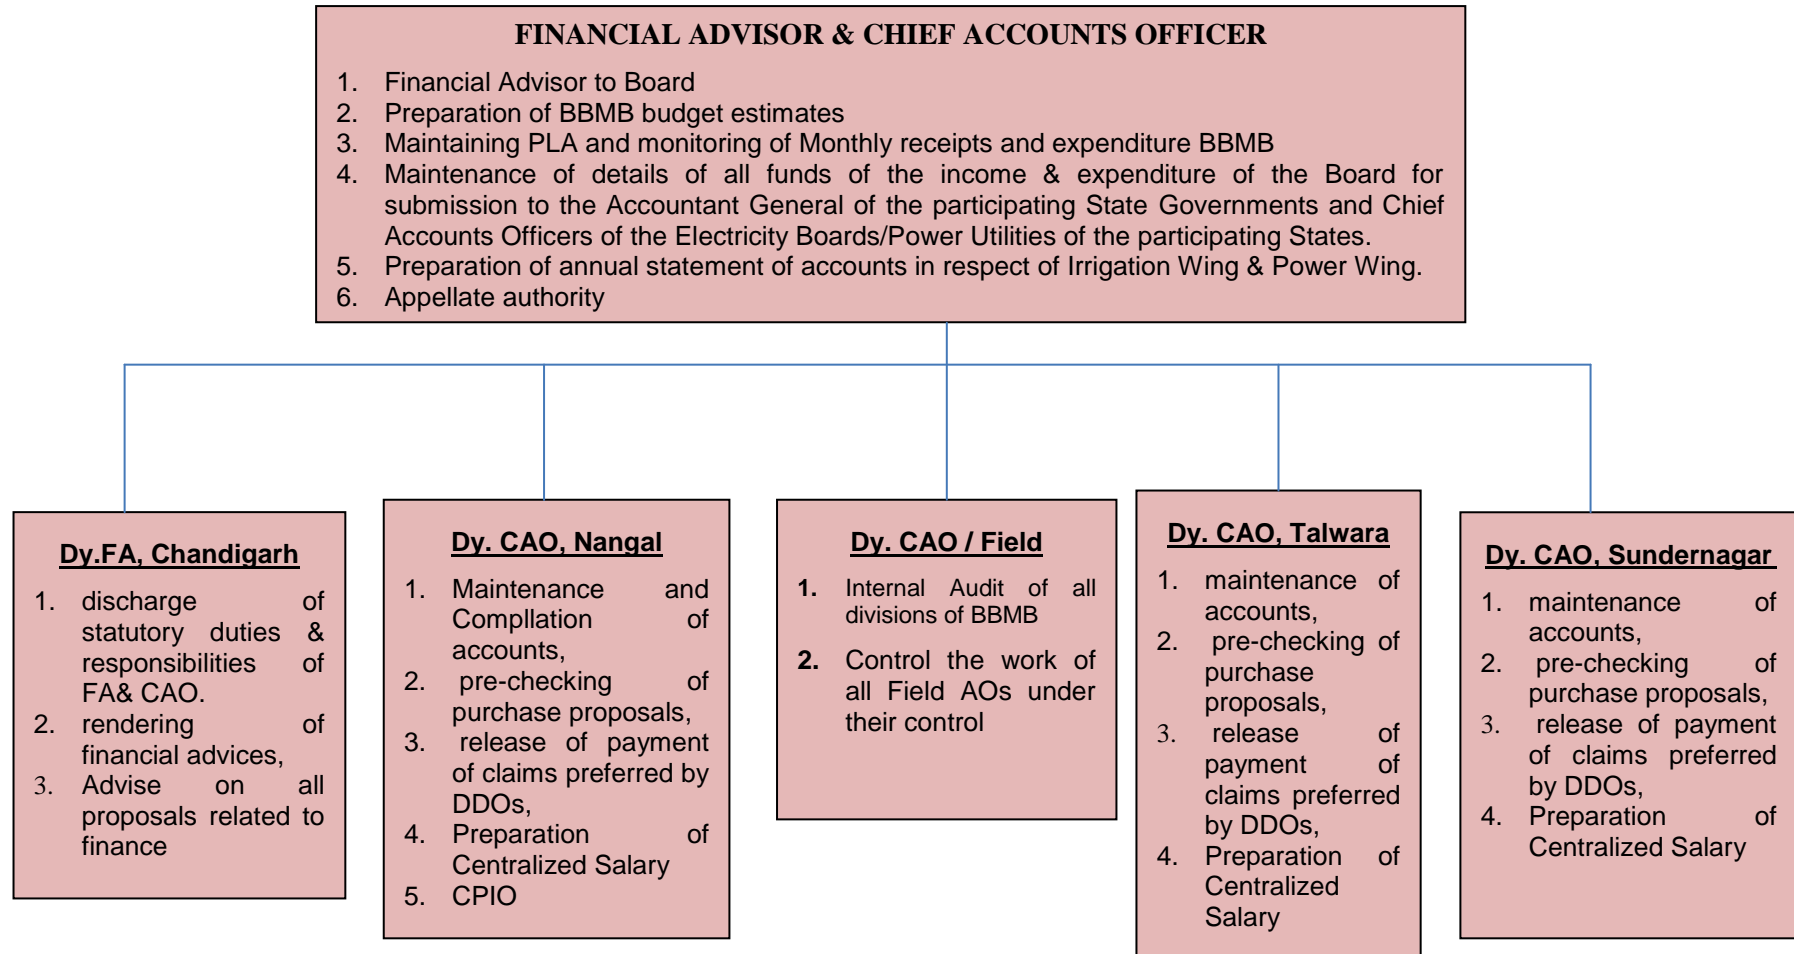 FINANCIAL ADVISOR & CHIEF ACCOUNTS OFFICER
1. Financial Advisor to Board
2. Preparation of BBMB budget estimates
3. Maintaining PLA and monitoring of Monthly receipts and expenditure BBMB
4. Maintenance of details of all funds of the income & expenditure of the Board for
submission to the Accountant General of the participating State Governments and Chief
Accounts Officers of the Electricity Boards/Power Utilities of the participating States.
5. Preparation of annual statement of accounts in respect of Irrigation Wing & Power Wing.
6. Appellate authority
Dy.FA, Chandigarh
1. discharge of
statutory duties &
responsibilities of
FA& CAO.
2. rendering of
financial advices,
3. Advise on all
proposals related to
finance
Dy. CAO, Nangal
1. Maintenance and
Compllation of
accounts,
2. pre-checking of
purchase proposals,
3. release of payment
of claims preferred by
DDOs,
4. Preparation of
Centralized Salary
5. CPIO
Dy. CAO / Field
1. Internal Audit of all
divisions of BBMB
2. Control the work of
all Field AOs under
their control
Dy. CAO, Talwara
1. maintenance of
accounts,
2. pre-checking of
purchase
proposals,
3. release of
payment of
claims preferred
by DDOs,
4. Preparation of
Centralized
Salary
Dy. CAO, Sundernagar
1. maintenance of
accounts,
2. pre-checking of
purchase proposals,
3. release of payment
of claims preferred
by DDOs,
4. Preparation of
Centralized Salary